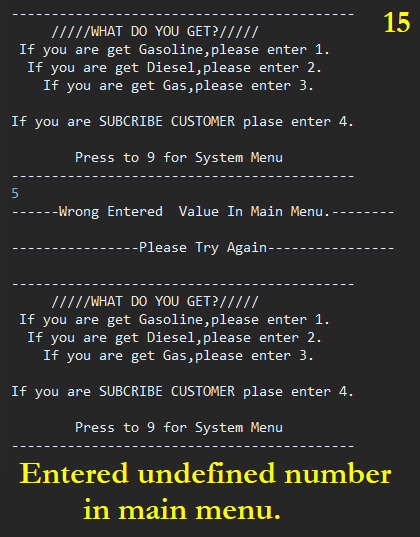 15
-------------------------------------------
/////WHAT DO YOU GET?/////
If you are get Gasoline,please enter 1.
If you are get Diesel,please enter 2.
If you are get Gas,please enter 3.
If you are SUBCRIBE CUSTOMER plase enter 4.
Press to 9 for System Menu
-------------------------------------------
5
------Wrong Entered  Value In Main Menu.--------
----------------Please Try Again----------------
-------------------------------------------
/////WHAT DO YOU GET?/////
If you are get Gasoline,please enter 1.
If you are get Diesel,please enter 2.
If you are get Gas,please enter 3.
If you are SUBCRIBE CUSTOMER plase enter 4.
Press to 9 for System Menu
-------------------------------------------
Entered undefined number
in main menu.